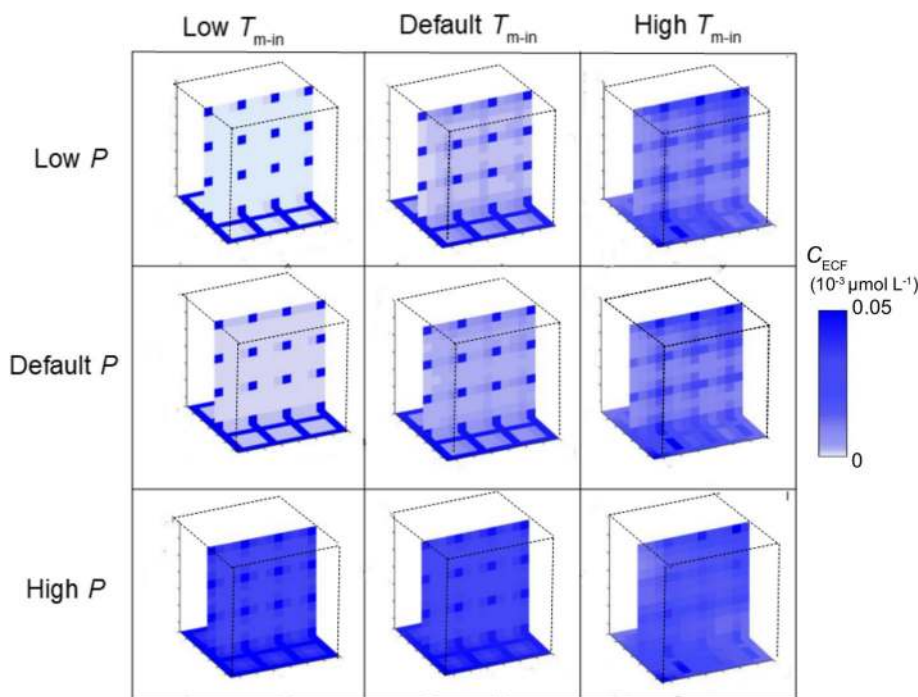 Low Tm-in
Default Tm-in
High Tm-in
Low P
Default P
High P
CECF
(10-3 μmol L-1)
0.05
0